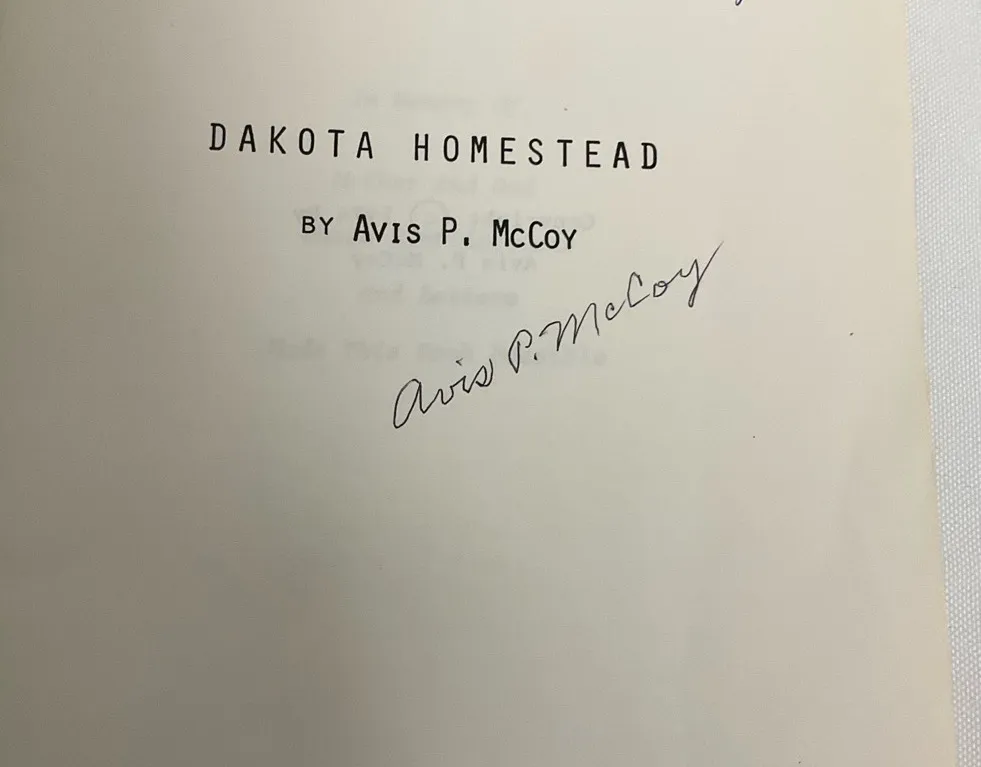 DAKOTA HOMESTEAD
BY AVIS P. MCCOY
Avis P. McCoy